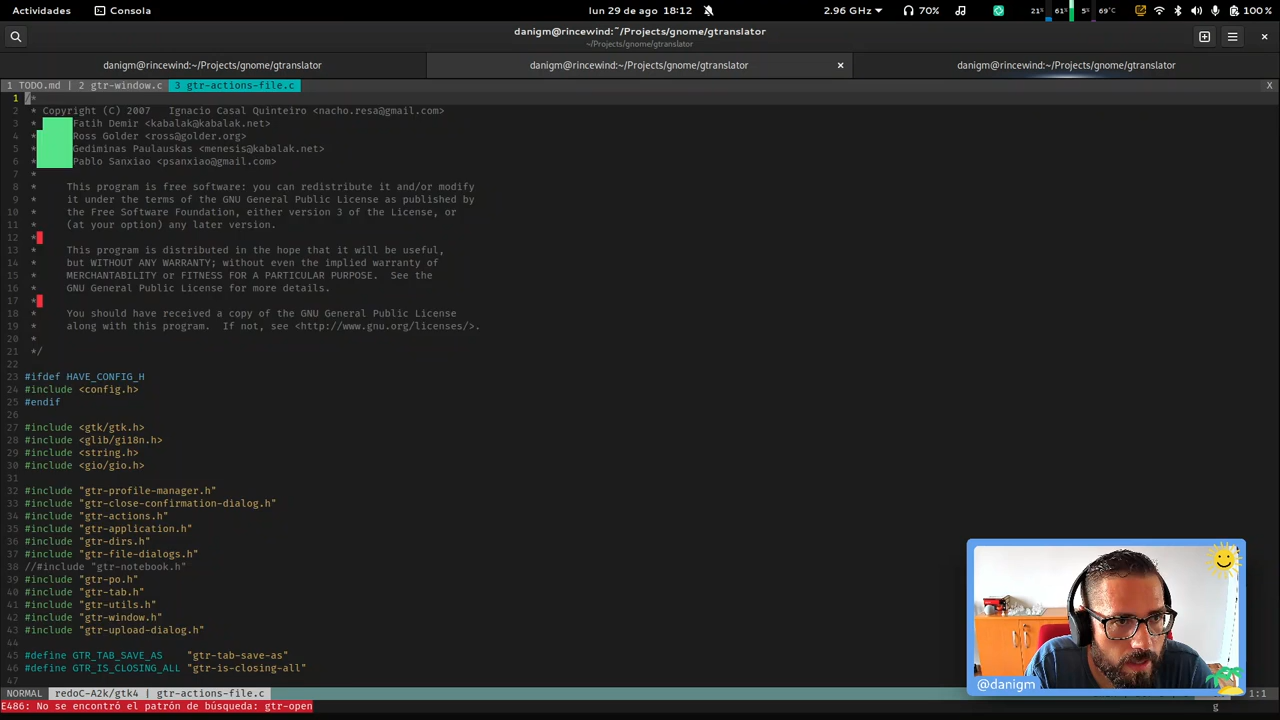 Actividades
Consola
lun 29 de ago 18:12
2.96 GHz
70%
21%
61%
5%
69°C
100 %
danigm@rincewind:~/Projects/gnome/gtranslator
~/Projects/gnome/gtranslator
danigm@rincewind:~/Projects/gnome/gtranslator
danigm@rincewind:~/Projects/gnome/gtranslator
danigm@rincewind:~/Projects/gnome/gtranslator
1 TODO.md | 2 gtr-window.c 3 gtr-actions-file.c X
1 /*
2 * Copyright (C) 2007 Ignacio Casal Quinteiro <nacho.resa@gmail.com>
3 * Fatih Demir <kabalak@kabalak.net>
4 * Ross Golder <ross@golder.org>
5 * Gediminas Paulauskas <menesis@kabalak.net>
6 * Pablo Sanxiao <psanxiao@gmail.com>
7 *
8 * This program is free software: you can redistribute it and/or modify
9 * it under the terms of the GNU General Public License as published by
10 * the Free Software Foundation, either version 3 of the License, or
11 * (at your option) any later version.
12 *
13 * This program is distributed in the hope that it will be useful,
14 * but WITHOUT ANY WARRANTY; without even the implied warranty of
15 * MERCHANTABILITY or FITNESS FOR A PARTICULAR PURPOSE. See the
16 * GNU General Public License for more details.
17 *
18 * You should have received a copy of the GNU General Public License
19 * along with this program. If not, see <http://www.gnu.org/licenses/>.
20 *
21 */
22
23 #ifdef HAVE_CONFIG_H
24 #include <config.h>
25 #endif
26
27 #include <gtk/gtk.h>
28 #include <glib/gi18n.h>
29 #include <string.h>
30 #include <gio/gio.h>
31
32 #include "gtr-profile-manager.h"
33 #include "gtr-close-confirmation-dialog.h"
34 #include "gtr-actions.h"
35 #include "gtr-application.h"
36 #include "gtr-dirs.h"
37 #include "gtr-file-dialogs.h"
38 //#include "gtr-notebook.h"
39 #include "gtr-po.h"
40 #include "gtr-tab.h"
41 #include "gtr-utils.h"
42 #include "gtr-window.h"
43 #include "gtr-upload-dialog.h"
44
45 #define GTR_TAB_SAVE_AS "gtr-tab-save-as"
46 #define GTR_IS_CLOSING_ALL "gtr-is-closing-all"
47
@danigm
NORMAL redoC-A2k/gtk4 | gtr-actions-file.c 1:1
E486: No se encontró el patrón de búsqueda: gtr-open g